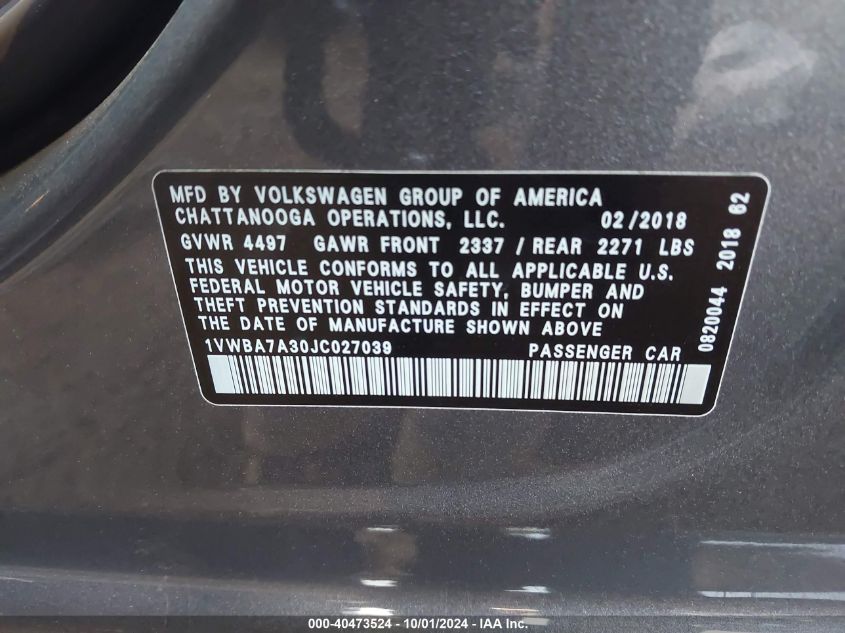 MFD BY VOLKSWAGEN GROUP OF AMERICA
CHATTANOOGA OPERATIONS, LLC. 02/2018
GVWR 4497 GAWR FRONT 2337 / REAR 2271 LBS
THIS VEHICLE CONFORMS TO ALL APPLICABLE U.S.
FEDERAL MOTOR VEHICLE SAFETY, BUMPER AND
THEFT PREVENTION STANDARDS IN EFFECT ON
THE DATE OF MANUFACTURE SHOWN ABOVE
1VWBA7A30JC027039 PASSENGER CAR
0820044 2018 62
000-40473524 • 10/01/2024 • IAA Inc.